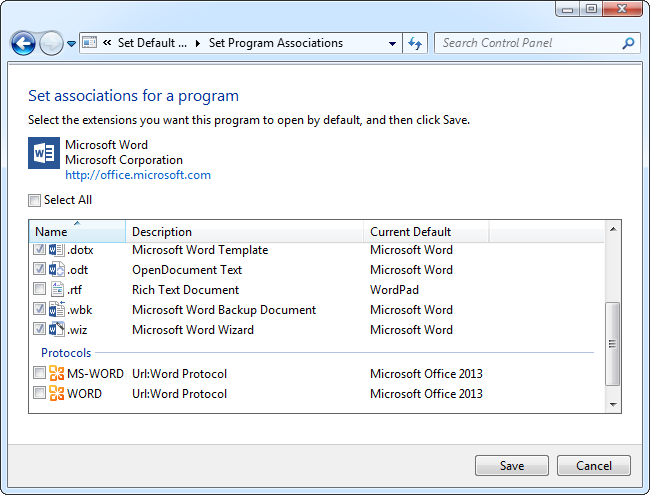 « Set Default ... Set Program Associations Search Control Panel
Set associations for a program
Select the extensions you want this program to open by default, and then click Save.
Microsoft Word
Microsoft Corporation
http://office.microsoft.com
Select All
Name Description Current Default
.dotx Microsoft Word Template Microsoft Word
.odt OpenDocument Text Microsoft Word
.rtf Rich Text Document WordPad
.wbk Microsoft Word Backup Document Microsoft Word
.wiz Microsoft Word Wizard Microsoft Word
Protocols
MS-WORD Url:Word Protocol Microsoft Office 2013
WORD Url:Word Protocol Microsoft Office 2013
Save Cancel